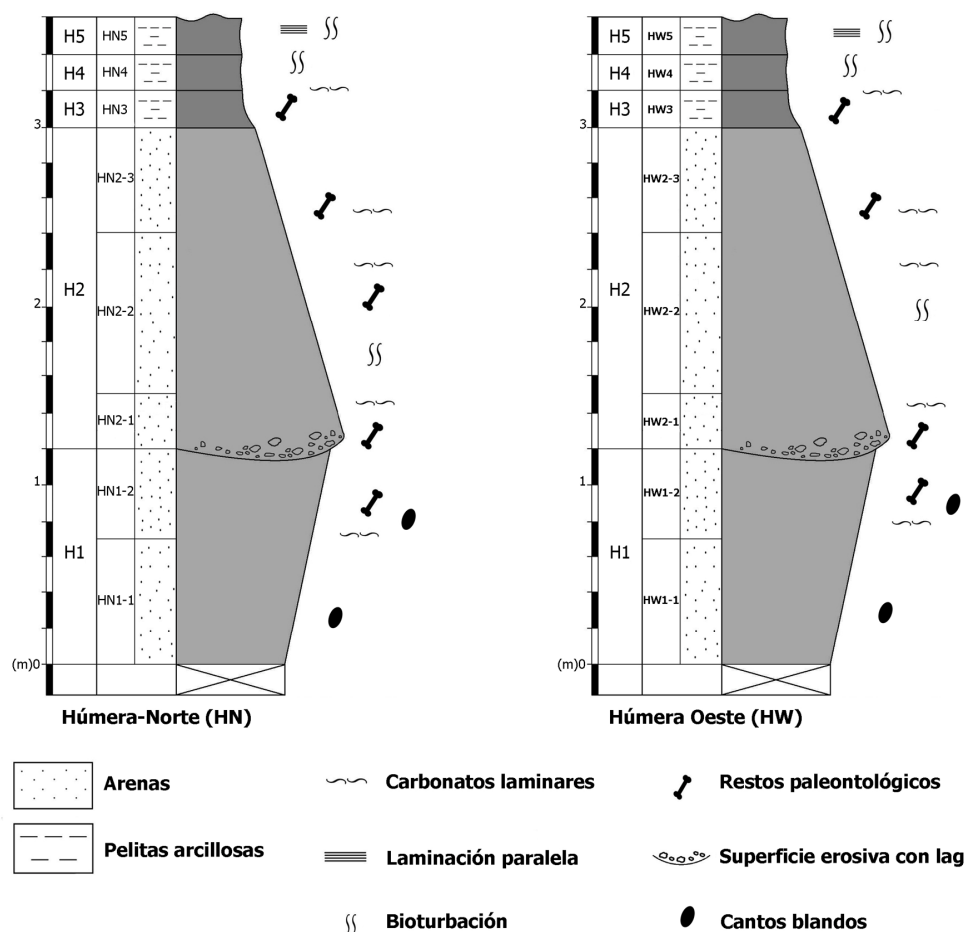 H5 HN5
H4 HN4
H3 HN3
3
HN2-3
H2
2
HN2-2
HN2-1
1
HN1-2
H1
HN1-1
(m)0
Húmera-Norte (HN)
H5 HW5
H4 HW4
H3 HW3
3
HW2-3
H2
2
HW2-2
HW2-1
1
HW1-2
H1
HW1-1
(m)0
Húmera Oeste (HW)
Arenas
Carbonatos laminares
Restos paleontológicos
Pelitas arcillosas
Laminación paralela
Superficie erosiva con lag
Bioturbación
Cantos blandos